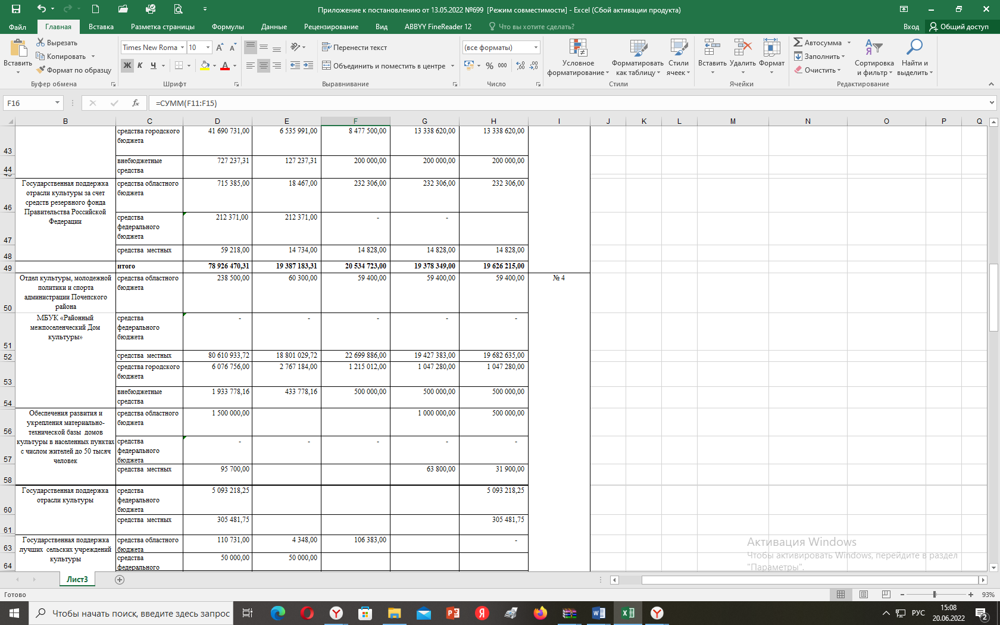 Приложение к постановлению от 13.05.2022 №699 [Режим совместимости] - Excel (Сбой активации продукта)
Файл Главная Вставка Разметка страницы Формулы Данные Рецензирование Вид ABBYY FineReader 12 Что вы хотите сделать? Вход Общий доступ
Вставить
Вырезать
Копировать
Формат по образцу
Буфер обмена
Times New Roma 10
Ж К Ч
Шрифт
Перенести текст
Объединить и поместить в центре
Выравнивание
(все форматы)
% 000
Число
Условное форматирование
Форматировать как таблицу
Стили ячеек
Стили
Вставить Удалить Формат
Ячейки
Автосумма
Заполнить
Очистить
Сортировка и фильтр
Найти и выделить
Редактирование
F16 fx =СУММ(F11:F15)
B C D E F G H I J K L M N O P Q
43 средства городского бюджета 41 690 731,00 6 535 991,00 8 477 500,00 13 338 620,00 13 338 620,00
44 внебюджетные средства 727 237,31 127 237,31 200 000,00 200 000,00 200 000,00
46 Государственная поддержка отрасли культуры за счет средств резервного фонда Правительства Российской Федерации средства областного бюджета 715 385,00 18 467,00 232 306,00 232 306,00 232 306,00
47 средства федерального бюджета 212 371,00 212 371,00 - -
48 средства местных 59 218,00 14 734,00 14 828,00 14 828,00 14 828,00
49 итого 78 926 470,31 19 387 183,31 20 534 723,00 19 378 349,00 19 626 215,00
50 Отдел культуры, молодежной политики и спорта администрации Почепского района средства областного бюджета 238 500,00 60 300,00 59 400,00 59 400,00 59 400,00 № 4
51 МБУК «Районный межпоселенческий Дом культуры» средства федерального бюджета - - - - -
52 средства местных 80 610 933,72 18 801 029,72 22 699 886,00 19 427 383,00 19 682 635,00
53 средства городского бюджета 6 076 756,00 2 767 184,00 1 215 012,00 1 047 280,00 1 047 280,00
54 внебюджетные средства 1 933 778,16 433 778,16 500 000,00 500 000,00 500 000,00
56 Обеспечения развития и укрепления материально-технической базы домов культуры в населенных пунктах с числом жителей до 50 тысяч человек средства областного бюджета 1 500 000,00 1 000 000,00 500 000,00
57 средства федерального бюджета - - - - -
58 средства местных 95 700,00 63 800,00 31 900,00
60 Государственная поддержка отрасли культуры средства федерального бюджета 5 093 218,25 5 093 218,25
61 средства местных 305 481,75 305 481,75
63 Государственная поддержка лучших сельских учреждений культуры средства областного бюджета 110 731,00 4 348,00 106 383,00 -
64 средства федерального 50 000,00 50 000,00
Активация Windows
Чтобы активировать Windows, перейдите в раздел
"Параметры".
Лист3
Готово 93%
Чтобы начать поиск, введите здесь запрос
РУС
15:08
20.06.2022
2